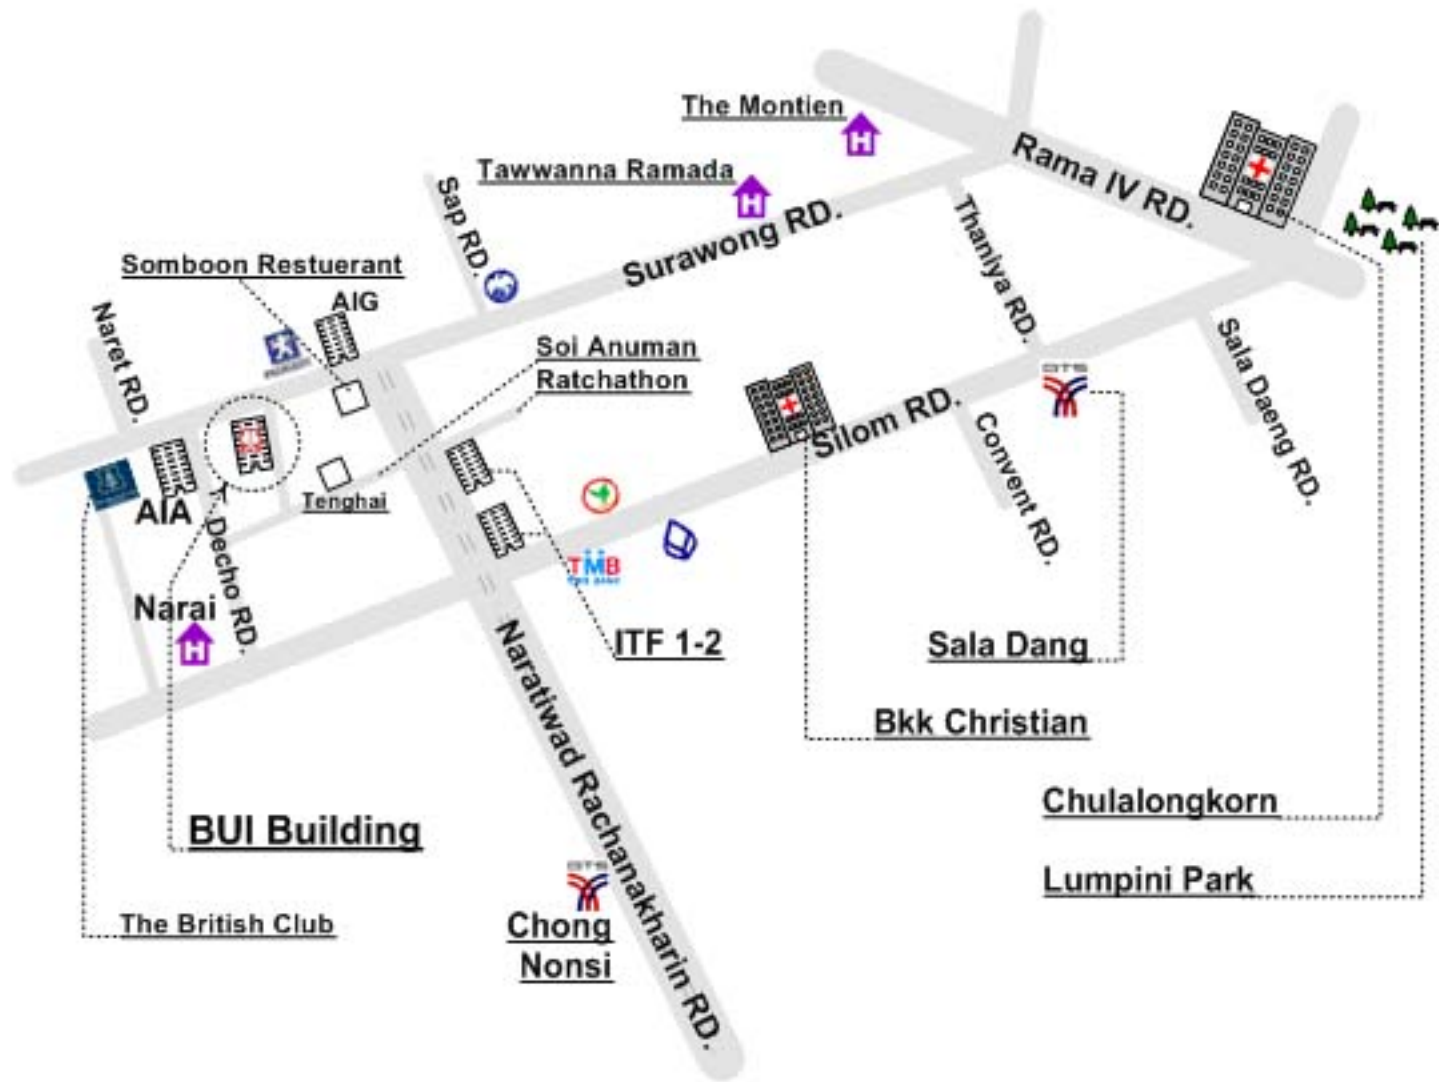 The Montien
H
Rama IV RD.
Tawwanna Ramada
H
Sap RD.
Surawong RD.
Thaniya RD.
Somboon Restuerant
AIG
Naret RD.
Soi Anuman
Ratchathon
BTS
Sala Daeng RD.
Silom RD.
Convent RD.
Tenghai
AIA
Decho RD.
TMB
Narai
H
ITF 1-2
Sala Dang
Naratiwad Rachanakharin RD.
Bkk Christian
Chulalongkorn
BUI Building
BTS
Lumpini Park
The British Club
Chong
Nonsi